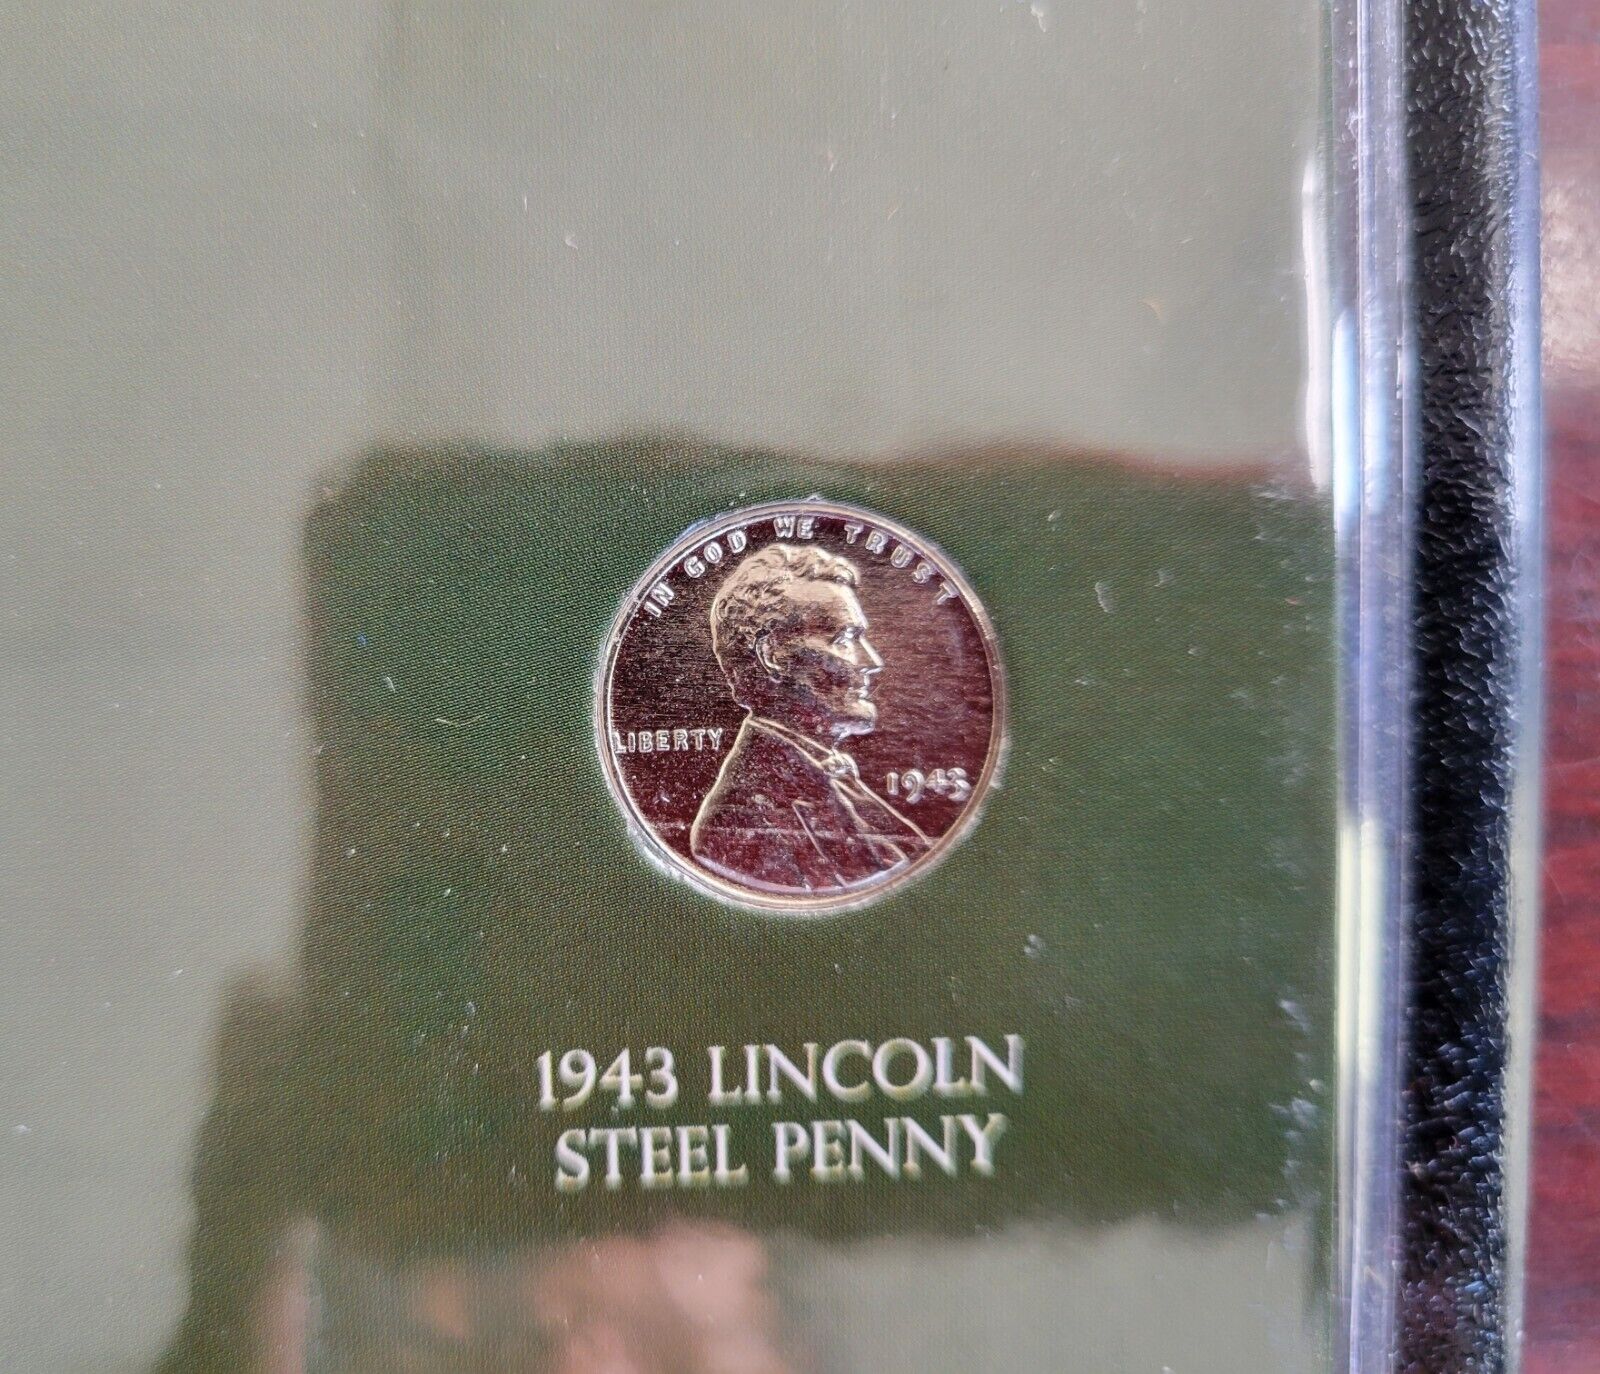 IN GOD WE TRUST
LIBERTY
1943
1943 LINCOLN
STEEL PENNY